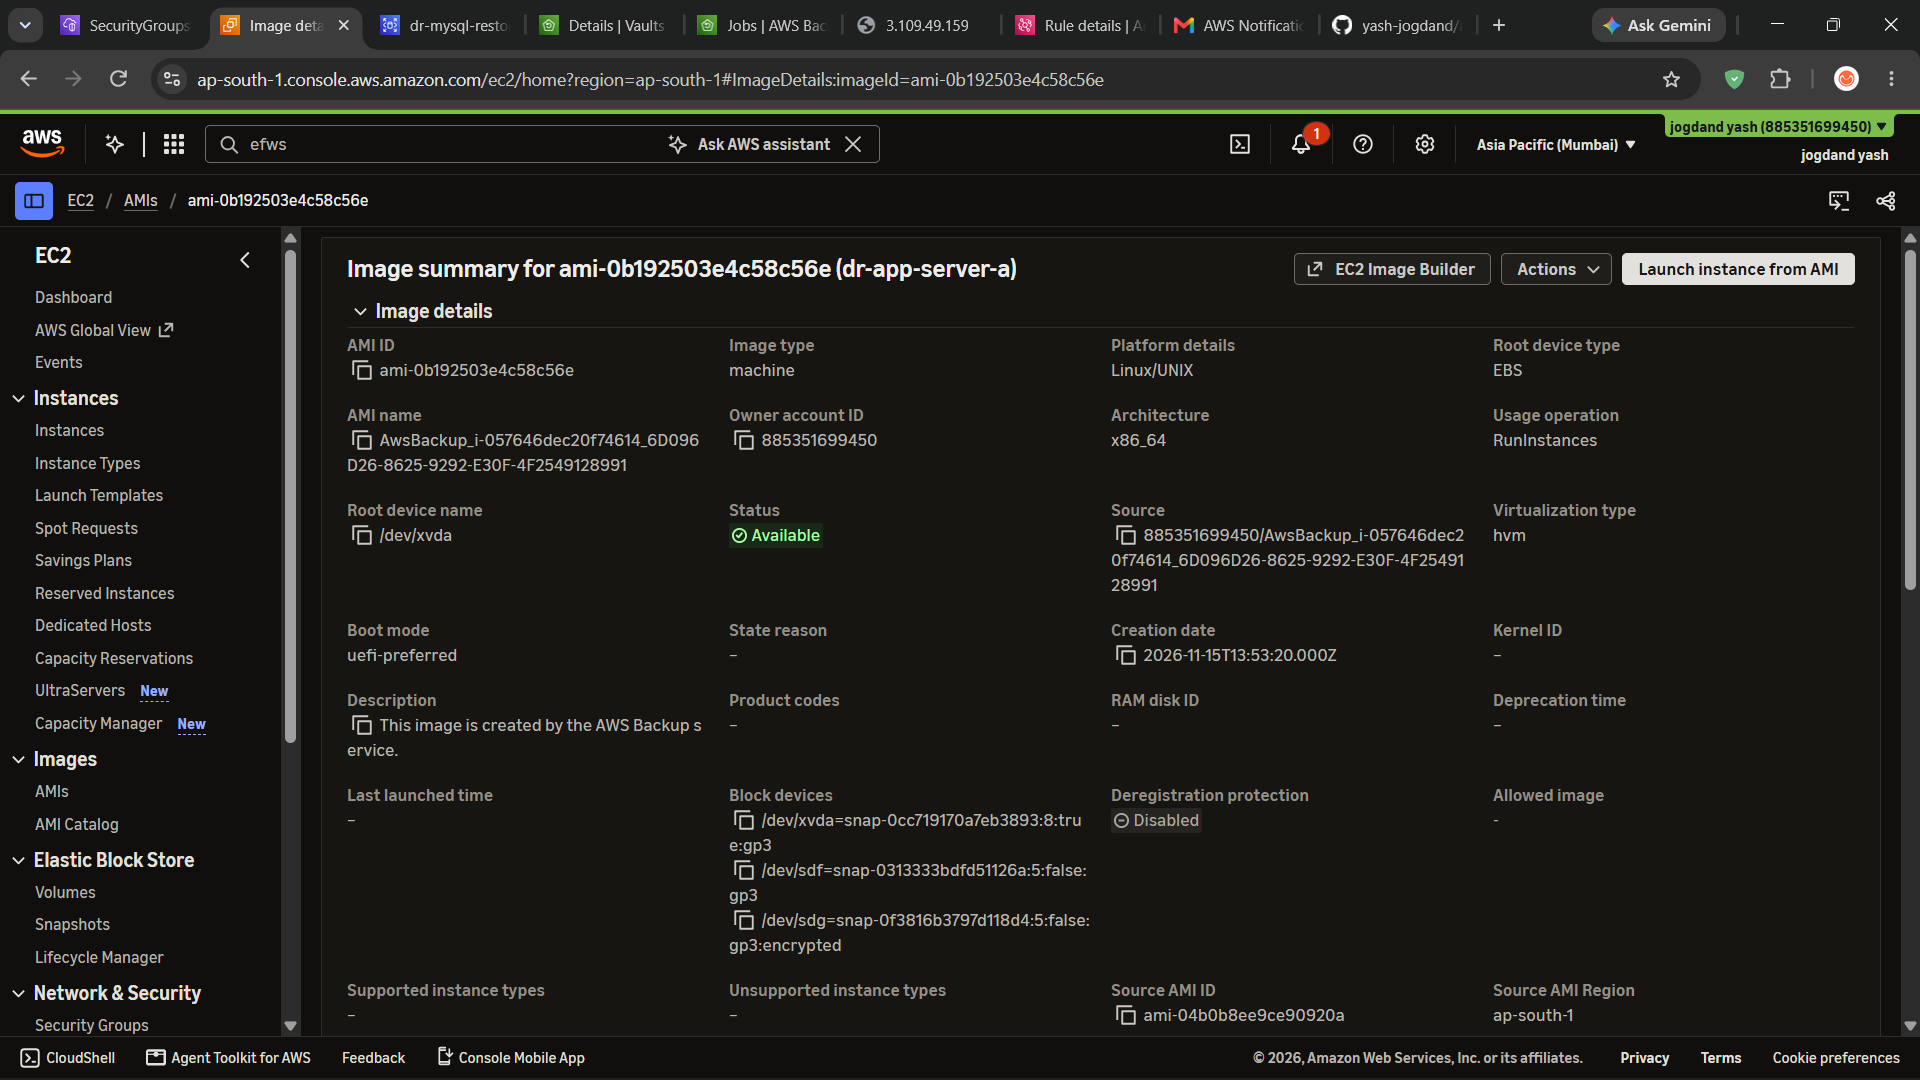 SecurityGroups
Image deta
dr-mysql-resto
Details | Vaults
Jobs | AWS Bac
3.109.49.159
Rule details | A
AWS Notificatio
yash-jogdand/
Ask Gemini
ap-south-1.console.aws.amazon.com/ec2/home?region=ap-south-1#ImageDetails:imageId=ami-0b192503e4c58c56e
aws
efws
Ask AWS assistant
1
Asia Pacific (Mumbai)
jogdand yash (885351699450)
jogdand yash
EC2 / AMIs / ami-0b192503e4c58c56e
EC2
Dashboard
AWS Global View
Events
Instances
Instances
Instance Types
Launch Templates
Spot Requests
Savings Plans
Reserved Instances
Dedicated Hosts
Capacity Reservations
UltraServers New
Capacity Manager New
Images
AMIs
AMI Catalog
Elastic Block Store
Volumes
Snapshots
Lifecycle Manager
Network & Security
Security Groups
Image summary for ami-0b192503e4c58c56e (dr-app-server-a)
EC2 Image Builder
Actions
Launch instance from AMI
Image details
AMI ID
ami-0b192503e4c58c56e
Image type
machine
Platform details
Linux/UNIX
Root device type
EBS
AMI name
AwsBackup_i-057646dec20f74614_6D096
D26-8625-9292-E30F-4F2549128991
Owner account ID
885351699450
Architecture
x86_64
Usage operation
RunInstances
Root device name
/dev/xvda
Status
Available
Source
885351699450/AwsBackup_i-057646dec2
0f74614_6D096D26-8625-9292-E30F-4F25491
28991
Virtualization type
hvm
Boot mode
uefi-preferred
State reason
–
Creation date
2026-11-15T13:53:20.000Z
Kernel ID
–
Description
This image is created by the AWS Backup s
ervice.
Product codes
–
RAM disk ID
–
Deprecation time
–
Last launched time
–
Block devices
/dev/xvda=snap-0cc719170a7eb3893:8:tru
e:gp3
/dev/sdf=snap-0313333bdfd51126a:5:false:
gp3
/dev/sdg=snap-0f3816b3797d118d4:5:false:
gp3:encrypted
Deregistration protection
Disabled
Allowed image
-
Supported instance types
–
Unsupported instance types
–
Source AMI ID
ami-04b0b8ee9ce90920a
Source AMI Region
ap-south-1
CloudShell
Agent Toolkit for AWS
Feedback
Console Mobile App
© 2026, Amazon Web Services, Inc. or its affiliates.
Privacy
Terms
Cookie preferences